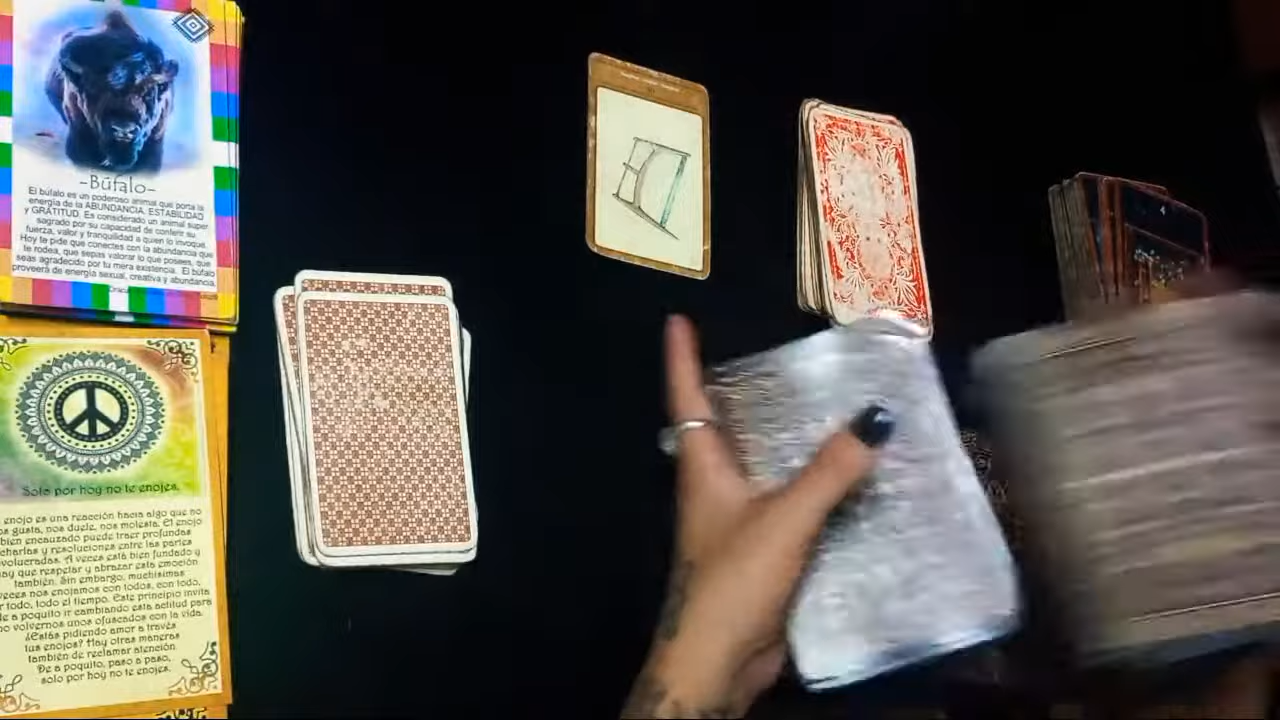 -Búfalo-
El búfalo es un poderoso animal que porta la
energía de la ABUNDANCIA, ESTABILIDAD
y GRATITUD. Es considerado un animal super
sagrado por su capacidad de conferir su
fuerza, valor y tranquilidad a quien lo invoque.
Hoy te pide que conectes con la abundancia que
te rodea, que sepas valorar lo que posees, que
seas agradecido por tu mera existencia. El búfalo
proveerá de energía sexual, creativa y abundancia.
Solo por hoy no te enojes.
enojo es una reacción hacia algo que no
gusta, nos duele, nos molesta. El enojo
bien encauzado puede traer profundas
charlas y resoluciones entre las partes
A veces está bien fundado y
que respetar y abrazar esta emoción
también. Sin embargo, muchísimas
veces nos enojamos con todos, con todo,
todo, todo el tiempo. Este principio invita
a poquito ir cambiando esta actitud para
no volvernos unos ofuscados con la vida.
¿Estás pidiendo amor a través
tus enojos? Hay otras maneras
también de reclamar atención.
De a poquito, paso a paso,
solo por hoy no te enojes.